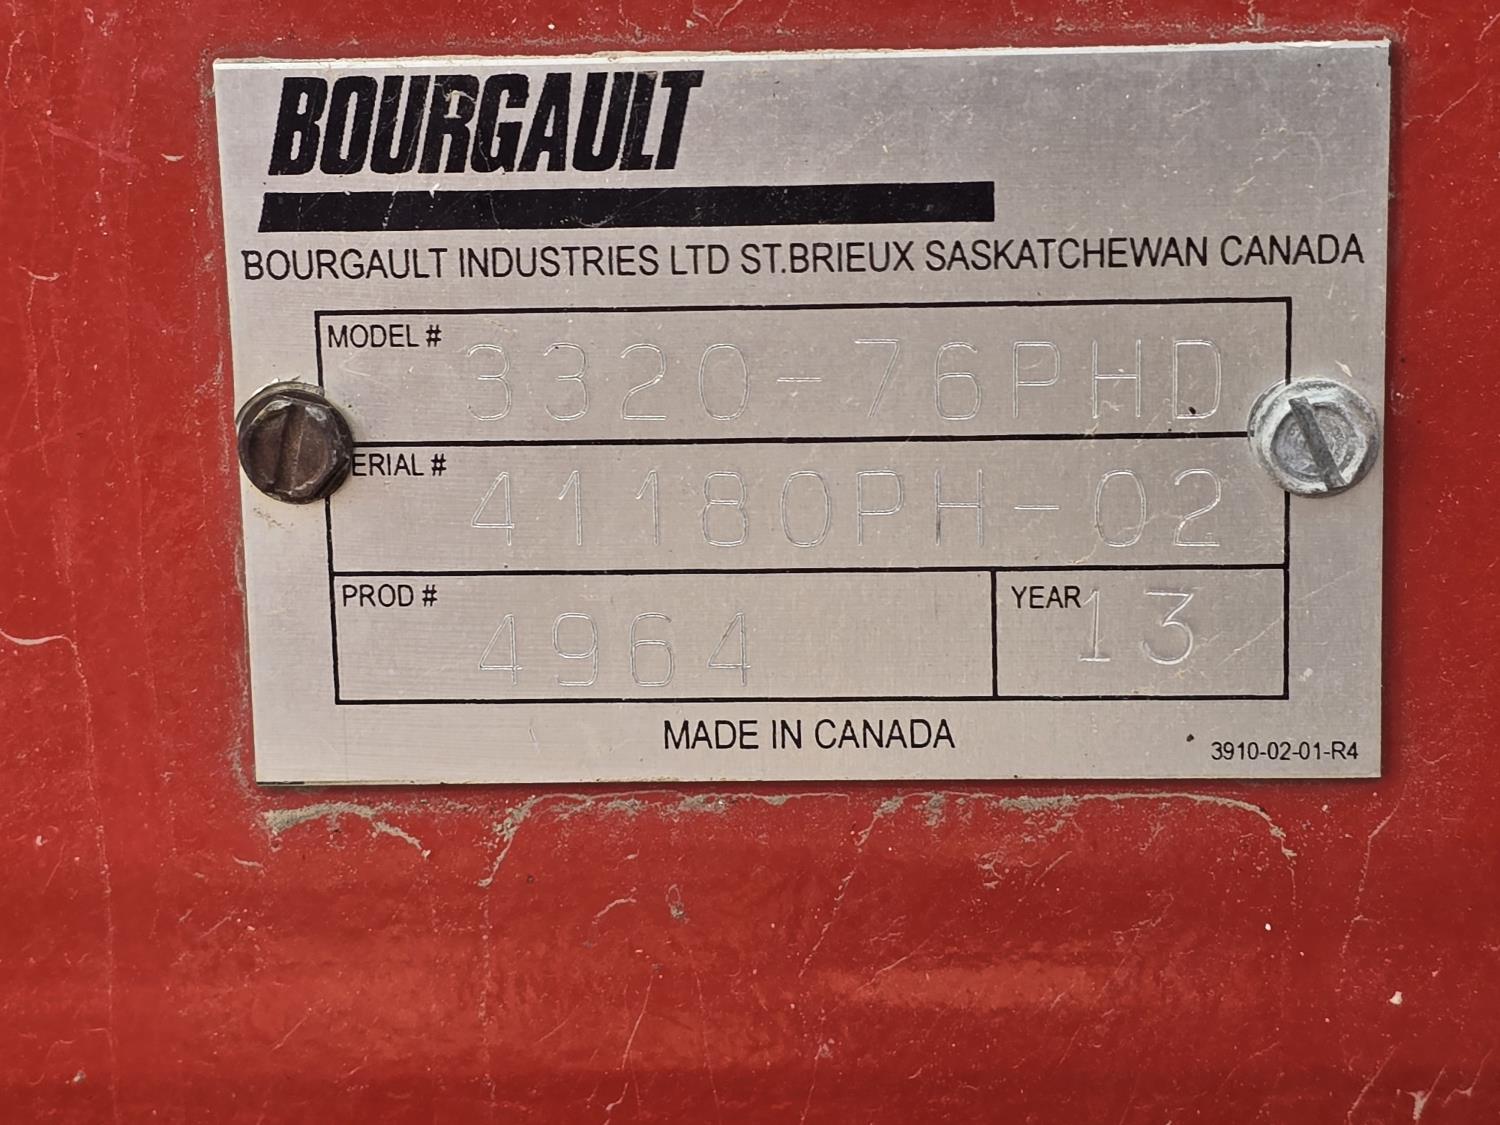 BOURGAULT
BOURGAULT INDUSTRIES LTD ST.BRIEUX SASKATCHEWAN CANADA
MODEL # 3320-76PHD
ERIAL # 41180PH-02
PROD # 4964 YEAR 13
MADE IN CANADA
3910-02-01-R4